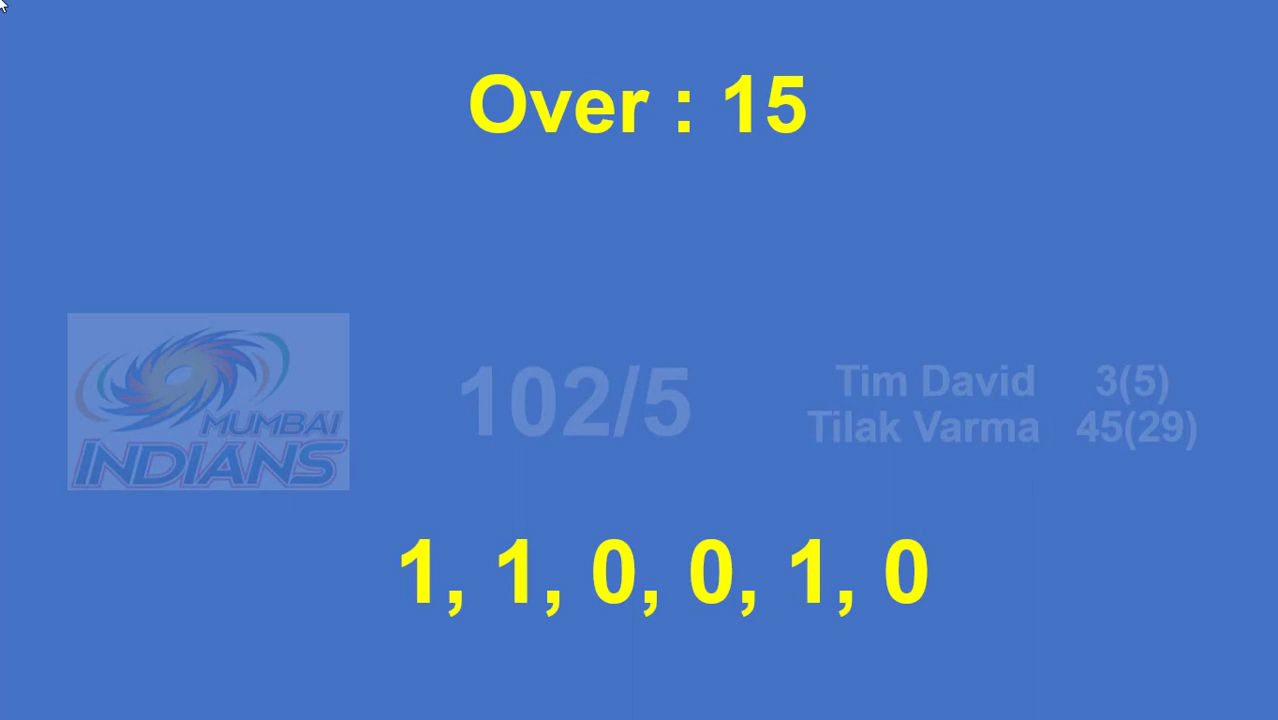 Over : 15
MUMBAI
INDIANS
102/5
Tim David 3(5)
Tilak Varma 45(29)
1, 1, 0, 0, 1, 0